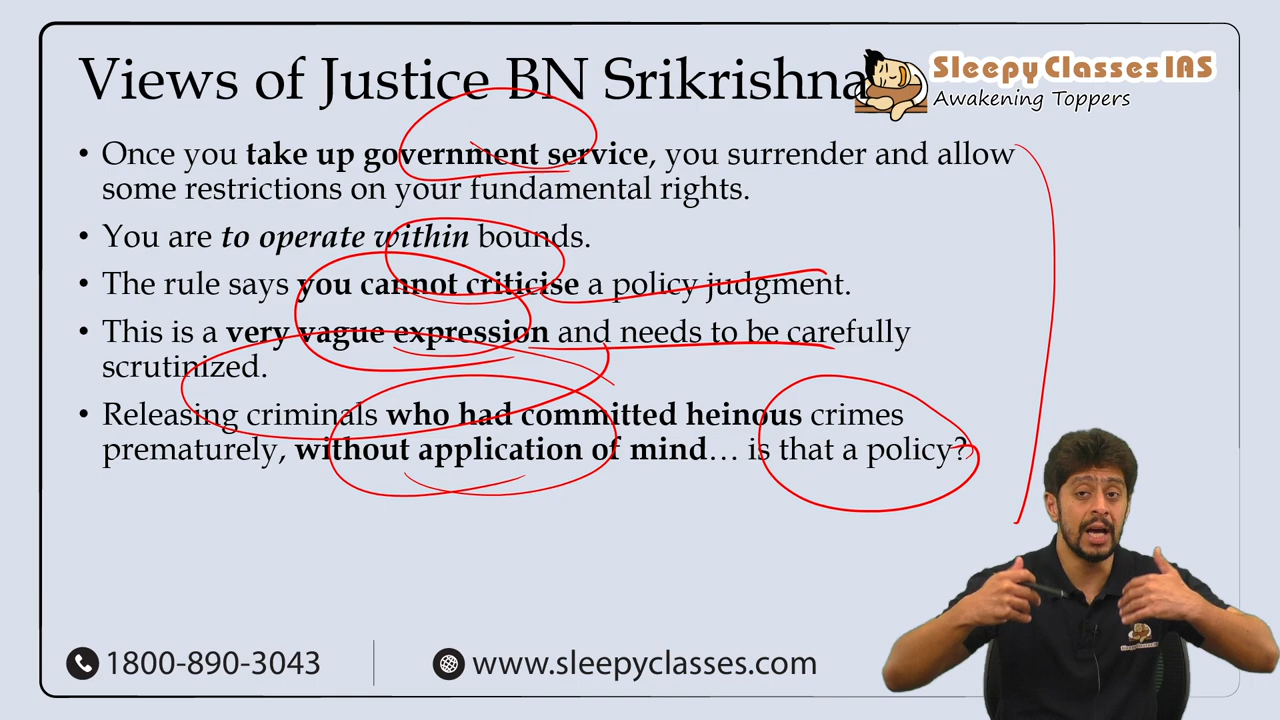 Views of Justice BN Srikrishna
Sleepy Classes IAS
Awakening Toppers
• Once you take up government service, you surrender and allow
some restrictions on your fundamental rights.
• You are to operate within bounds.
• The rule says you cannot criticise a policy judgment.
• This is a very vague expression and needs to be carefully
scrutinized.
• Releasing criminals who had committed heinous crimes
prematurely, without application of mind… is that a policy?
Sleepy Classes IAS
1800-890-3043
www.sleepyclasses.com